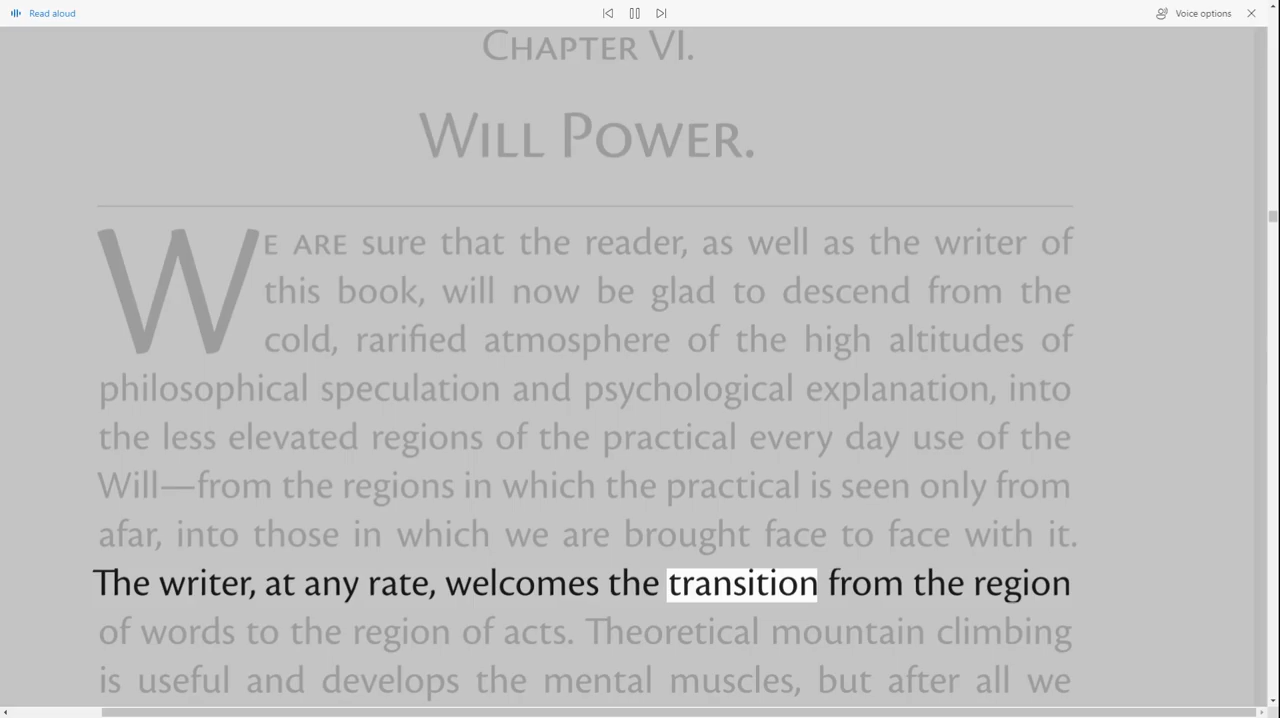 Read aloud
Voice options
CHAPTER VI.
WILL POWER.
WE ARE sure that the reader, as well as the writer of
this book, will now be glad to descend from the
cold, rarified atmosphere of the high altitudes of
philosophical speculation and psychological explanation, into
the less elevated regions of the practical every day use of the
Will—from the regions in which the practical is seen only from
afar, into those in which we are brought face to face with it.
The writer, at any rate, welcomes the transition from the region
of words to the region of acts. Theoretical mountain climbing
is useful and develops the mental muscles, but after all we